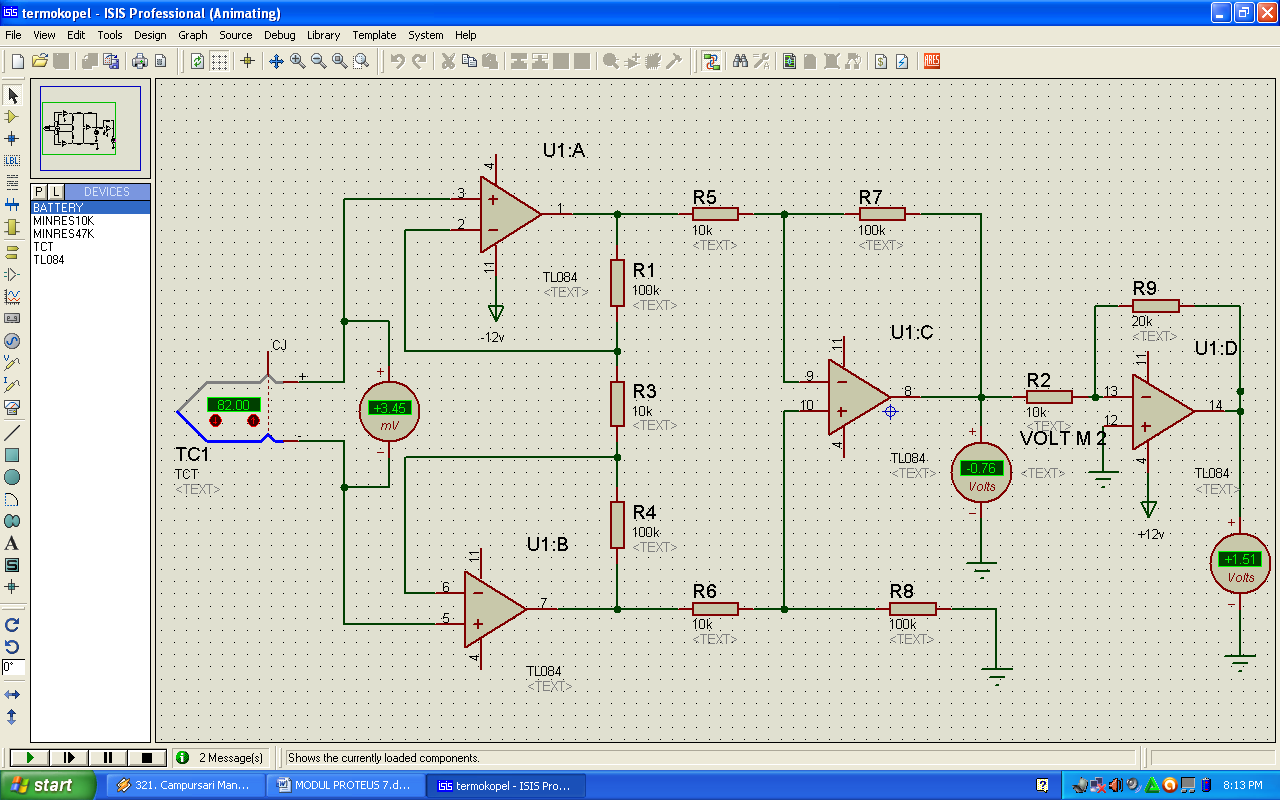 termokopel - ISIS Professional (Animating)
File View Edit Tools Design Graph Source Debug Library Template System Help
LBL
A
S
0°
P L DEVICES
BATTERY
MINRES10K
MINRES47K
TCT
TL084
U1:A
4
3
1
2
11
TL084
<TEXT>
-12v
R5
10k
<TEXT>
R7
100k
<TEXT>
R1
100k
<TEXT>
R3
10k
<TEXT>
R4
100k
<TEXT>
CJ
+
82.00
-
TC1
TCT
<TEXT>
+
+3.45
mV
-
U1:B
11
6
7
5
4
TL084
<TEXT>
R6
10k
<TEXT>
R8
100k
<TEXT>
U1:C
11
9
8
10
4
TL084
<TEXT>
R2
10k
<TEXT>
VOLT M 2
<TEXT>
+
-0.76
Volts
-
R9
20k
<TEXT>
U1:D
11
13
14
12
4
TL084
<TEXT>
+12v
+
+1.51
Volts
-
2 Message(s)
Shows the currently loaded components.
start
321. Campursari Man...
MODUL PROTEUS 7.d...
termokopel - ISIS Pro...
8:13 PM
ARES